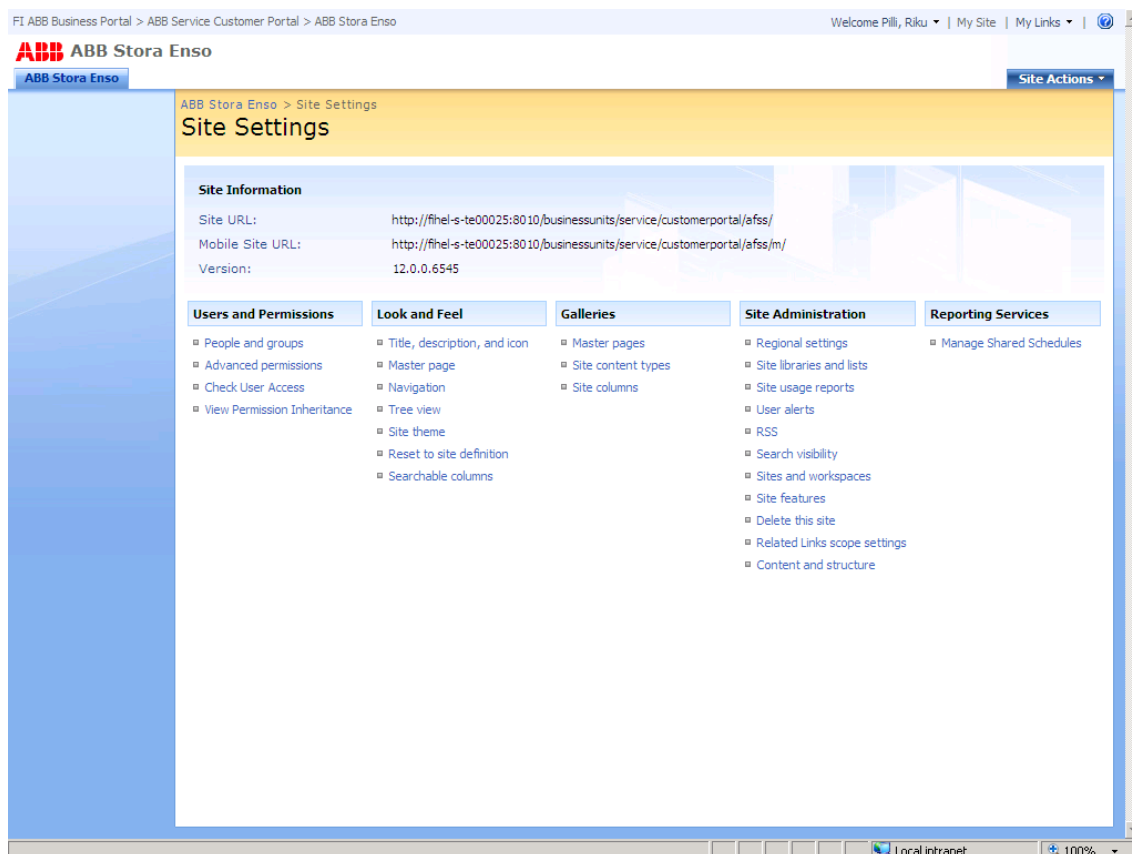 FI ABB Business Portal > ABB Service Customer Portal > ABB Stora Enso
Welcome Pilli, Riku | My Site | My Links |
ABB ABB Stora Enso
ABB Stora Enso
Site Actions
ABB Stora Enso > Site Settings
Site Settings
Site Information
Site URL: http://fihel-s-te00025:8010/businessunits/service/customerportal/afss/
Mobile Site URL: http://fihel-s-te00025:8010/businessunits/service/customerportal/afss/m/
Version: 12.0.0.6545
Users and Permissions
People and groups
Advanced permissions
Check User Access
View Permission Inheritance
Look and Feel
Title, description, and icon
Master page
Navigation
Tree view
Site theme
Reset to site definition
Searchable columns
Galleries
Master pages
Site content types
Site columns
Site Administration
Regional settings
Site libraries and lists
Site usage reports
User alerts
RSS
Search visibility
Sites and workspaces
Site features
Delete this site
Related Links scope settings
Content and structure
Reporting Services
Manage Shared Schedules
Local intranet
100%